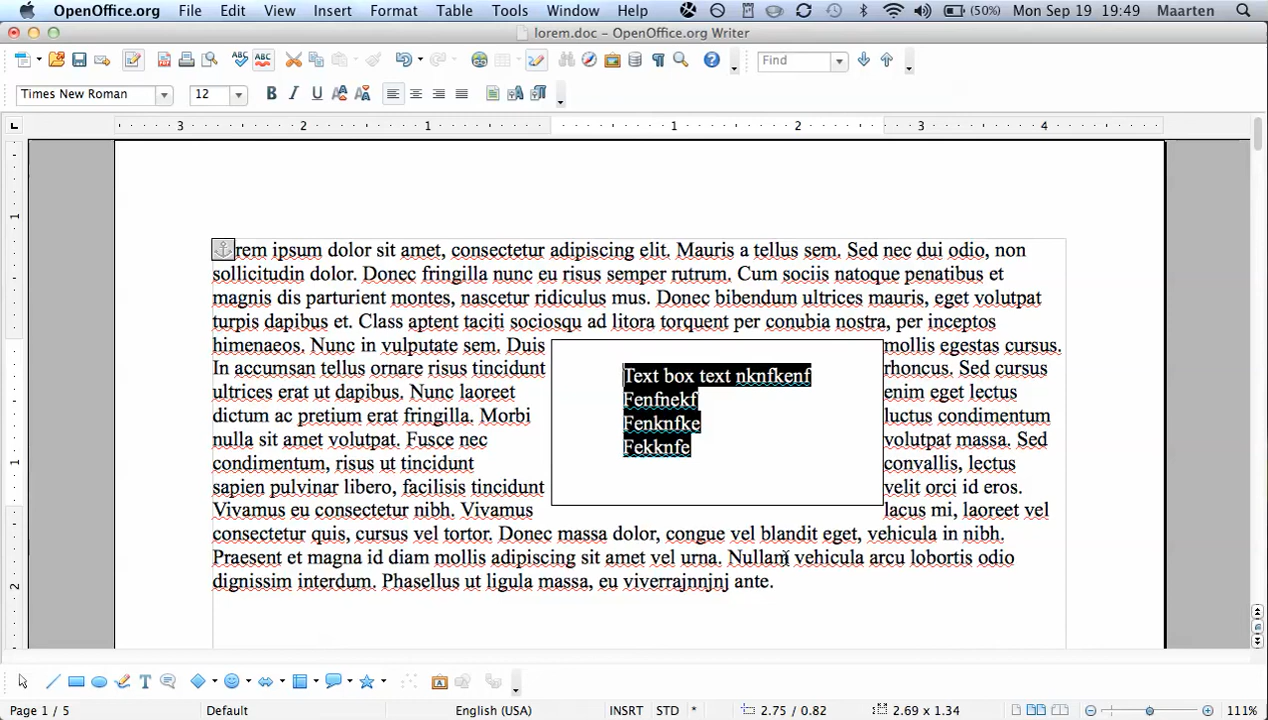 OpenOffice.org File Edit View Insert Format Table Tools Window Help (50%) Mon Sep 19 19:49 Maarten
lorem.doc – OpenOffice.org Writer
Find
Times New Roman 12
3 2 1 1 2 3 4
rem ipsum dolor sit amet, consectetur adipiscing elit. Mauris a tellus sem. Sed nec dui odio, non
sollicitudin dolor. Donec fringilla nunc eu risus semper rutrum. Cum sociis natoque penatibus et
magnis dis parturient montes, nascetur ridiculus mus. Donec bibendum ultrices mauris, eget volutpat
turpis dapibus et. Class aptent taciti sociosqu ad litora torquent per conubia nostra, per inceptos
himenaeos. Nunc in vulputate sem. Duis mollis egestas cursus.
In accumsan tellus ornare risus tincidunt rhoncus. Sed cursus
ultrices erat ut dapibus. Nunc laoreet enim eget lectus
dictum ac pretium erat fringilla. Morbi luctus condimentum
nulla sit amet volutpat. Fusce nec volutpat massa. Sed
condimentum, risus ut tincidunt convallis, lectus
sapien pulvinar libero, facilisis tincidunt velit orci id eros.
Vivamus eu consectetur nibh. Vivamus lacus mi, laoreet vel
consectetur quis, cursus vel tortor. Donec massa dolor, congue vel blandit eget, vehicula in nibh.
Praesent et magna id diam mollis adipiscing sit amet vel urna. Nullam vehicula arcu lobortis odio
dignissim interdum. Phasellus ut ligula massa, eu viverrajnnjnj ante.
Text box text nknfkenf
Fenfnekf
Fenknfke
Fekknfe
1
1
2
Page 1 / 5 Default English (USA) INSRT STD * 2.75 / 0.82 2.69 x 1.34 111%